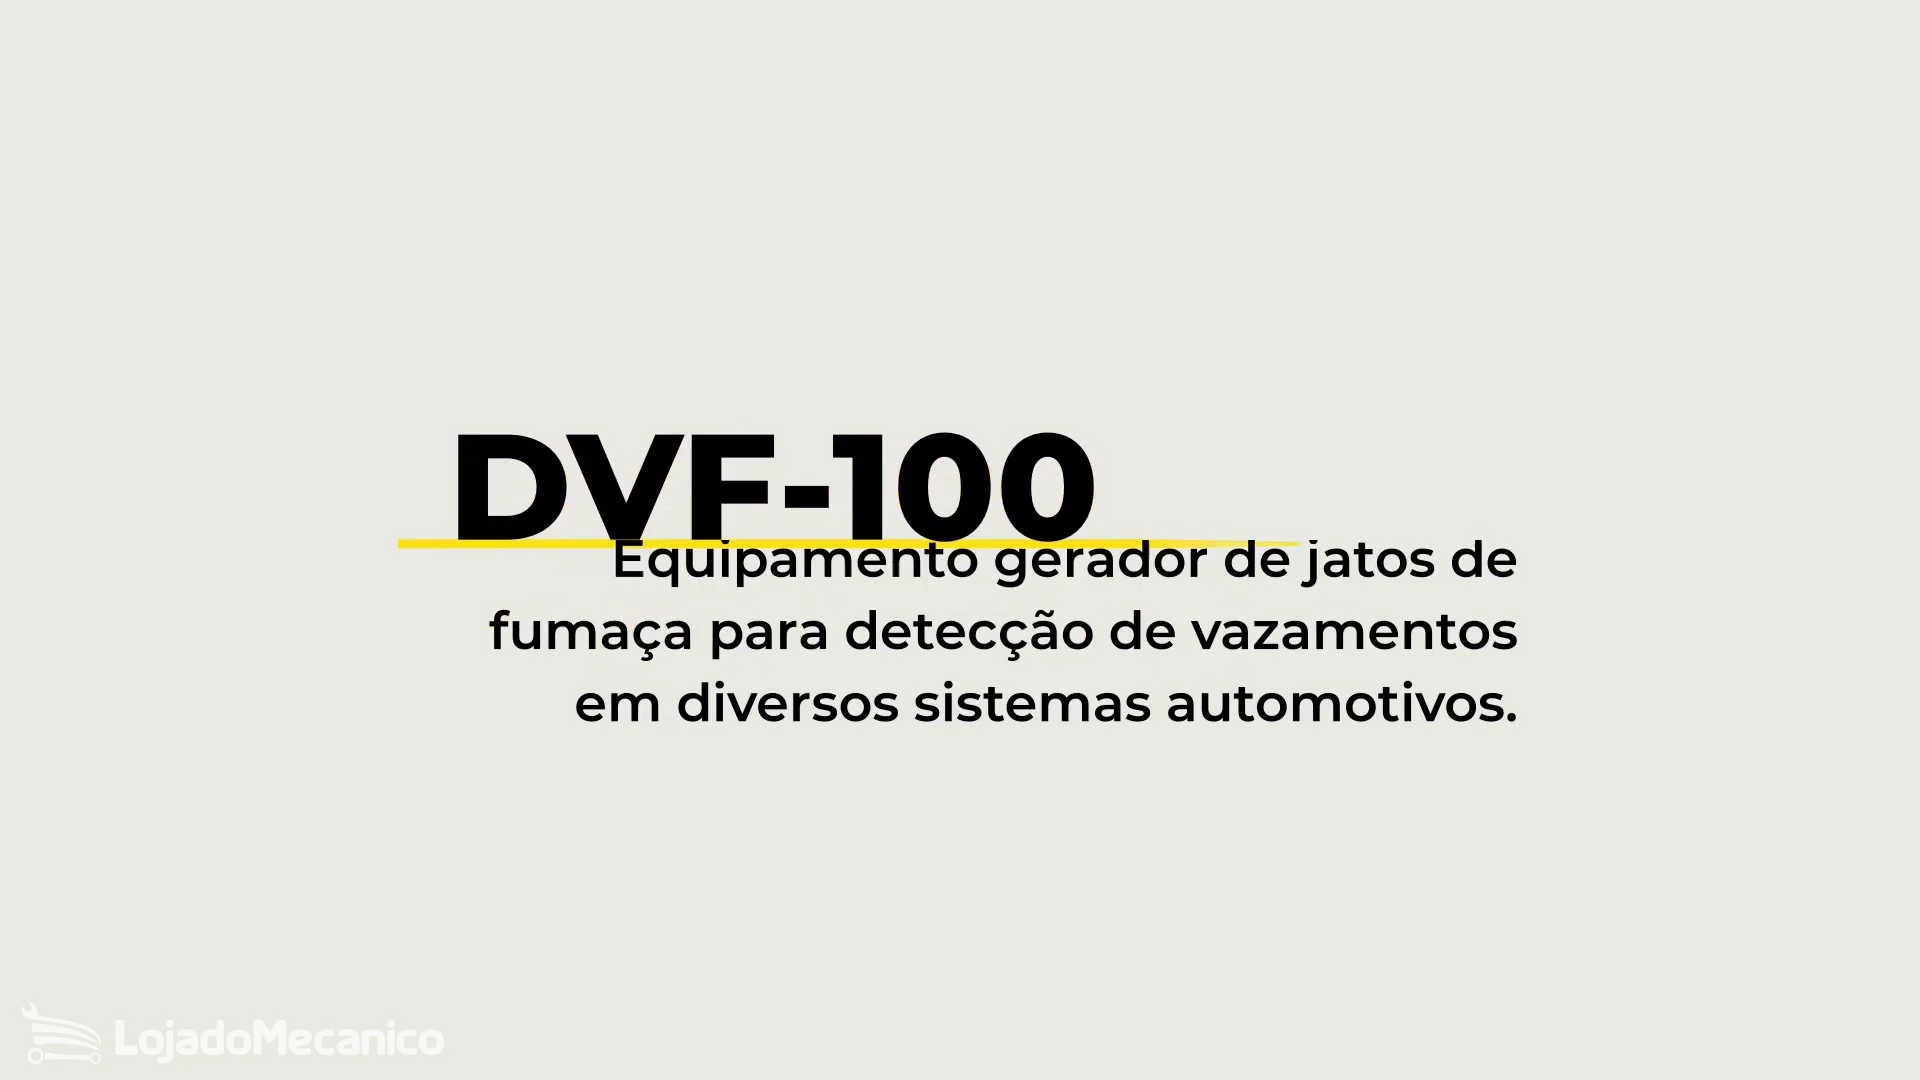 DVF-100
Equipamento gerador de jatos de
fumaça para detecção de vazamentos
em diversos sistemas automotivos.
LojadoMecanico